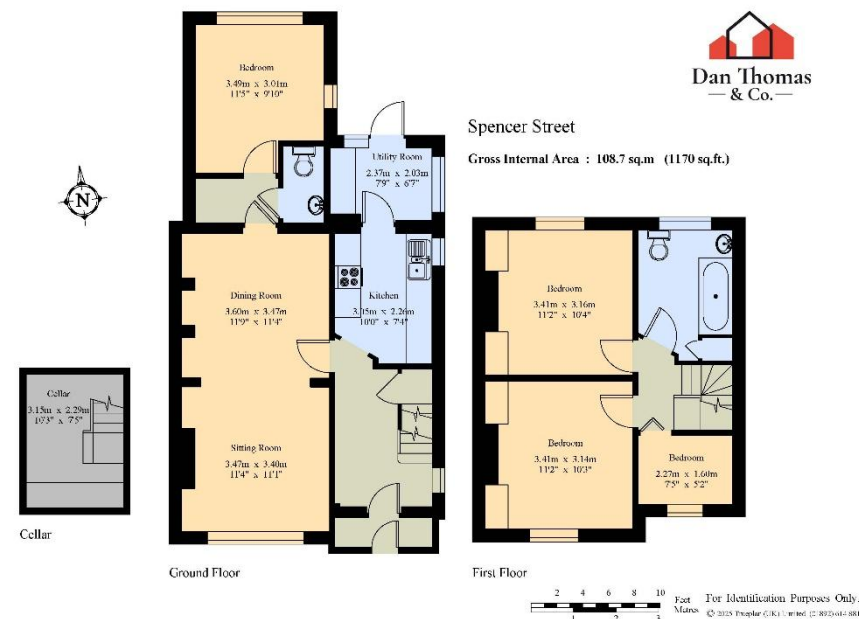 Dan Thomas
& Co.
Spencer Street
Gross Internal Area : 108.7 sq.m (1170 sq.ft.)
N
Bedroom
3.49m x 3.01m
11'5" x 9'10"
Utility Room
2.37m x 2.03m
7'9" x 6'7"
Dining Room
3.60m x 3.47m
11'9" x 11'4"
Kitchen
3.05m x 2.26m
10'0" x 7'4"
Sitting Room
3.47m x 3.40m
11'4" x 11'1"
Cellar
3.15m x 2.29m
10'3" x 7'5"
Cellar
Ground Floor
Bedroom
3.41m x 3.16m
11'2" x 10'4"
Bedroom
3.41m x 3.14m
11'2" x 10'3"
Bedroom
2.27m x 1.60m
7'5" x 5'2"
First Floor
2 4 6 8 10 Feet
1 2 3 Metres
For Identification Purposes Only.
© 2025 (UK) Limited